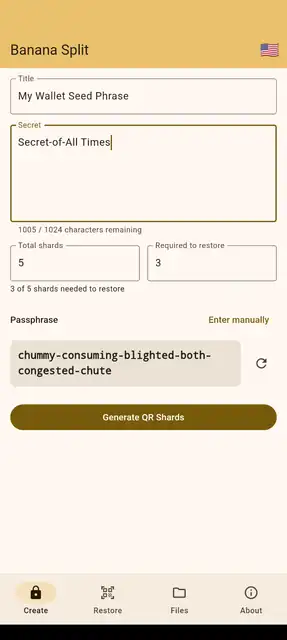 Banana Split
Title
My Wallet Seed Phrase
Secret
Secret-of-All Times
1005 / 1024 characters remaining
Total shards
5
Required to restore
3
3 of 5 shards needed to restore
Passphrase
Enter manually
chummy-consuming-blighted-both-
congested-chute
Generate QR Shards
Create
Restore
Files
About